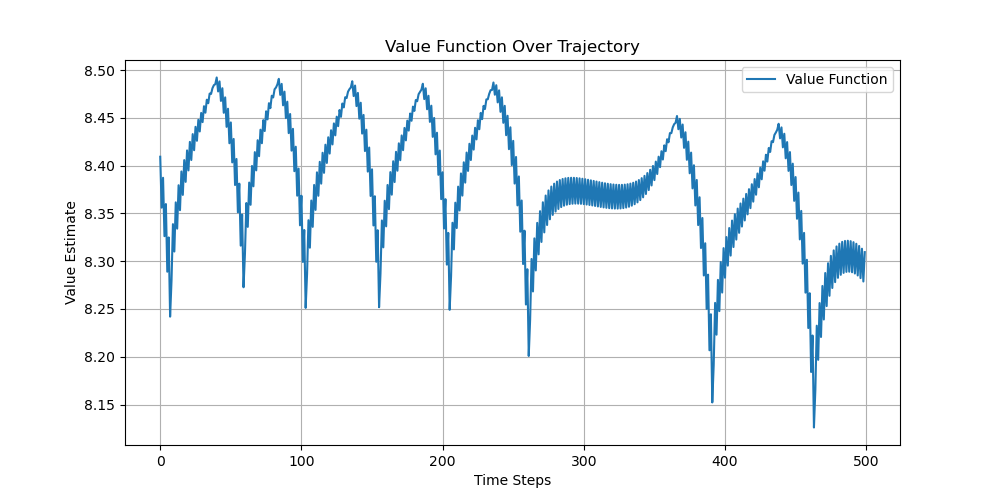 Value Function Over Trajectory
Value Function
Value Estimate
8.50
8.45
8.40
8.35
8.30
8.25
8.20
8.15
0 100 200 300 400 500
Time Steps